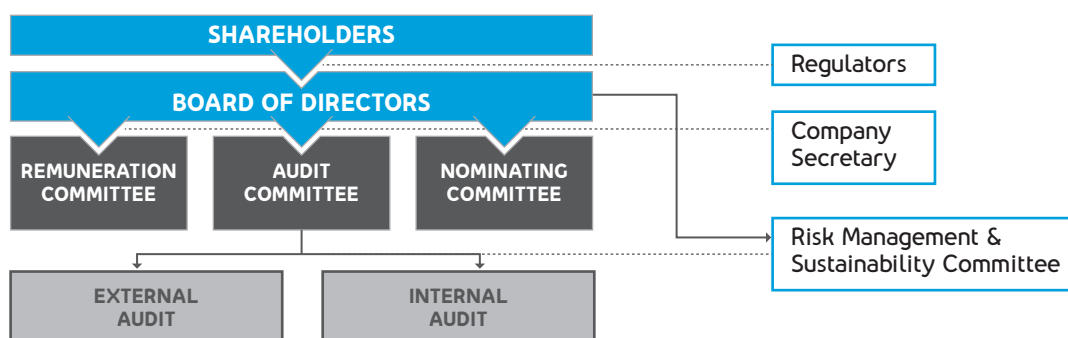 SHAREHOLDERS
Regulators
BOARD OF DIRECTORS
Company
Secretary
REMUNERATION
COMMITTEE
AUDIT
COMMITTEE
NOMINATING
COMMITTEE
Risk Management &
Sustainability Committee
EXTERNAL
AUDIT
INTERNAL
AUDIT